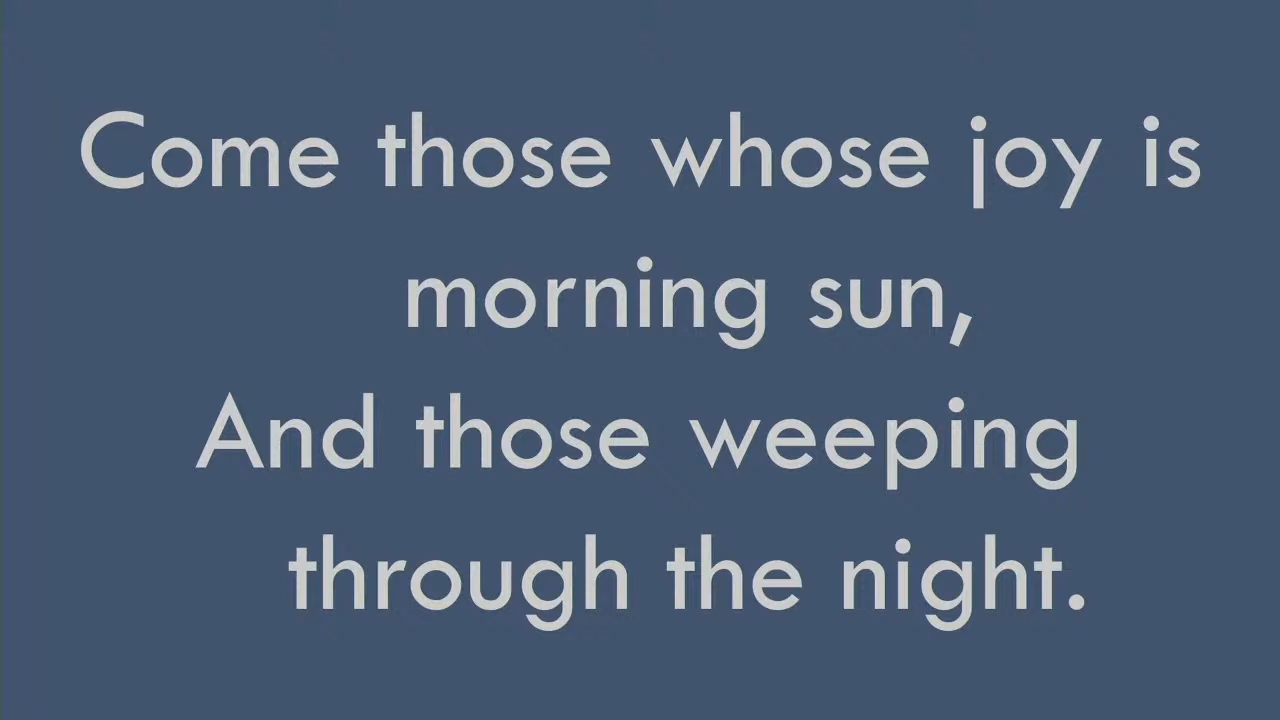 Come those whose joy is
morning sun,
And those weeping
through the night.